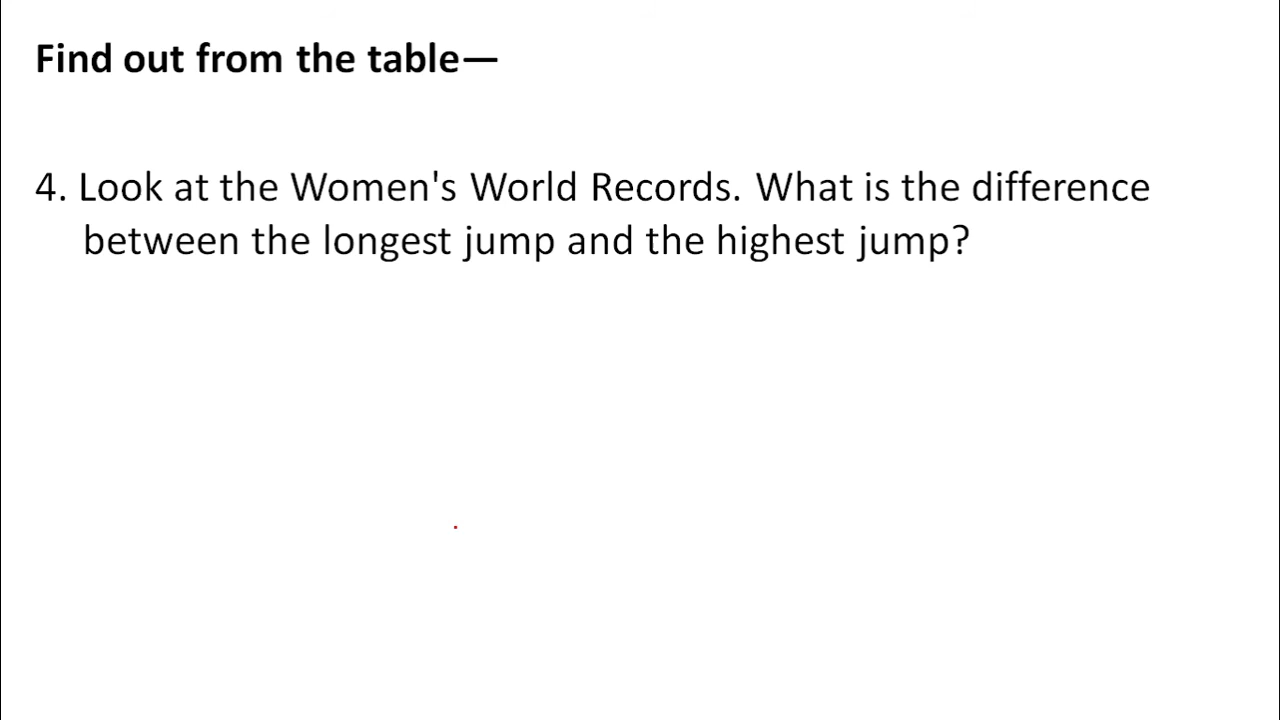 Find out from the table—
4. Look at the Women's World Records. What is the difference
between the longest jump and the highest jump?